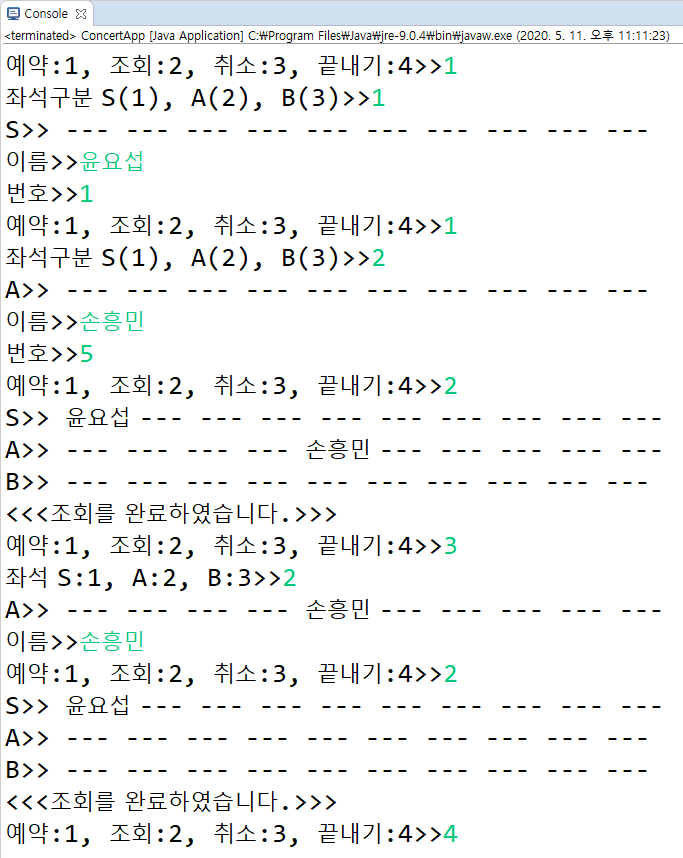 Console
<terminated> ConcertApp [Java Application] C:₩Program Files₩Java₩jre-9.0.4₩bin₩javaw.exe (2020. 5. 11. 오후 11:11:23)
예약:1, 조회:2, 취소:3, 끝내기:4>>1
좌석구분 S(1), A(2), B(3)>>1
S>> --- --- --- --- --- --- --- --- --- ---
이름>>윤요섭
번호>>1
예약:1, 조회:2, 취소:3, 끝내기:4>>1
좌석구분 S(1), A(2), B(3)>>2
A>> --- --- --- --- --- --- --- --- --- ---
이름>>손흥민
번호>>5
예약:1, 조회:2, 취소:3, 끝내기:4>>2
S>> 윤요섭 --- --- --- --- --- --- --- --- ---
A>> --- --- --- --- 손흥민 --- --- --- --- ---
B>> --- --- --- --- --- --- --- --- --- ---
<<<조회를 완료하였습니다.>>>
예약:1, 조회:2, 취소:3, 끝내기:4>>3
좌석 S:1, A:2, B:3>>2
A>> --- --- --- --- 손흥민 --- --- --- --- ---
이름>>손흥민
예약:1, 조회:2, 취소:3, 끝내기:4>>2
S>> 윤요섭 --- --- --- --- --- --- --- --- ---
A>> --- --- --- --- --- --- --- --- --- ---
B>> --- --- --- --- --- --- --- --- --- ---
<<<조회를 완료하였습니다.>>>
예약:1, 조회:2, 취소:3, 끝내기:4>>4